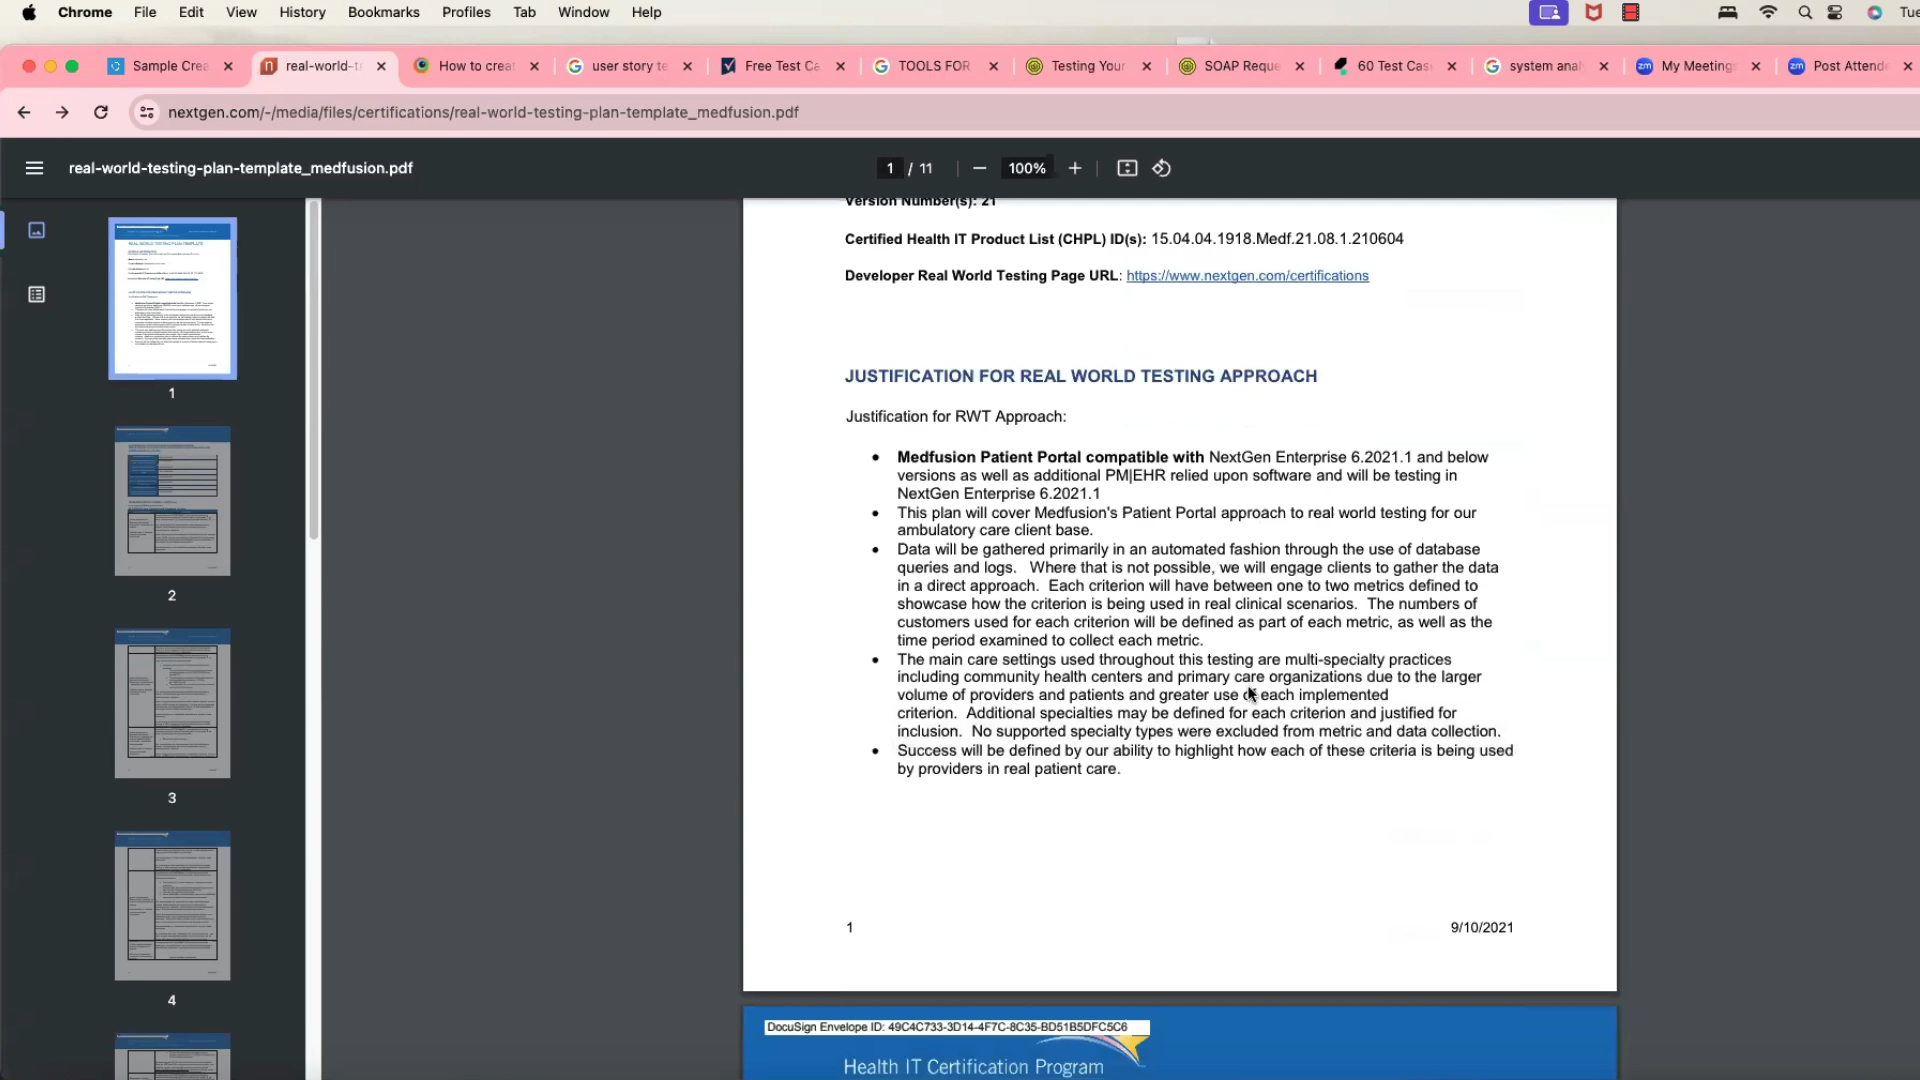 Chrome File Edit View History Bookmarks Profiles Tab Window Help Tue
Sample Crea real-world-t How to creat user story te Free Test Ca TOOLS FOR Testing Your SOAP Reque 60 Test Cas system anal My Meeting Post Attend
nextgen.com/-/media/files/certifications/real-world-testing-plan-template_medfusion.pdf
real-world-testing-plan-template_medfusion.pdf 1 / 11 100%
Version Number(s): 21
Certified Health IT Product List (CHPL) ID(s): 15.04.04.1918.Medf.21.08.1.210604
Developer Real World Testing Page URL: https://www.nextgen.com/certifications
JUSTIFICATION FOR REAL WORLD TESTING APPROACH
Justification for RWT Approach:
• Medfusion Patient Portal compatible with NextGen Enterprise 6.2021.1 and below
versions as well as additional PM|EHR relied upon software and will be testing in
NextGen Enterprise 6.2021.1
• This plan will cover Medfusion's Patient Portal approach to real world testing for our
ambulatory care client base.
• Data will be gathered primarily in an automated fashion through the use of database
queries and logs. Where that is not possible, we will engage clients to gather the data
in a direct approach. Each criterion will have between one to two metrics defined to
showcase how the criterion is being used in real clinical scenarios. The numbers of
customers used for each criterion will be defined as part of each metric, as well as the
time period examined to collect each metric.
• The main care settings used throughout this testing are multi-specialty practices
including community health centers and primary care organizations due to the larger
volume of providers and patients and greater use of each implemented
criterion. Additional specialties may be defined for each criterion and justified for
inclusion. No supported specialty types were excluded from metric and data collection.
• Success will be defined by our ability to highlight how each of these criteria is being used
by providers in real patient care.
1 9/10/2021
DocuSign Envelope ID: 49C4C733-3D14-4F7C-8C35-BD51B5DFC5C6
Health IT Certification Program
1
2
3
4